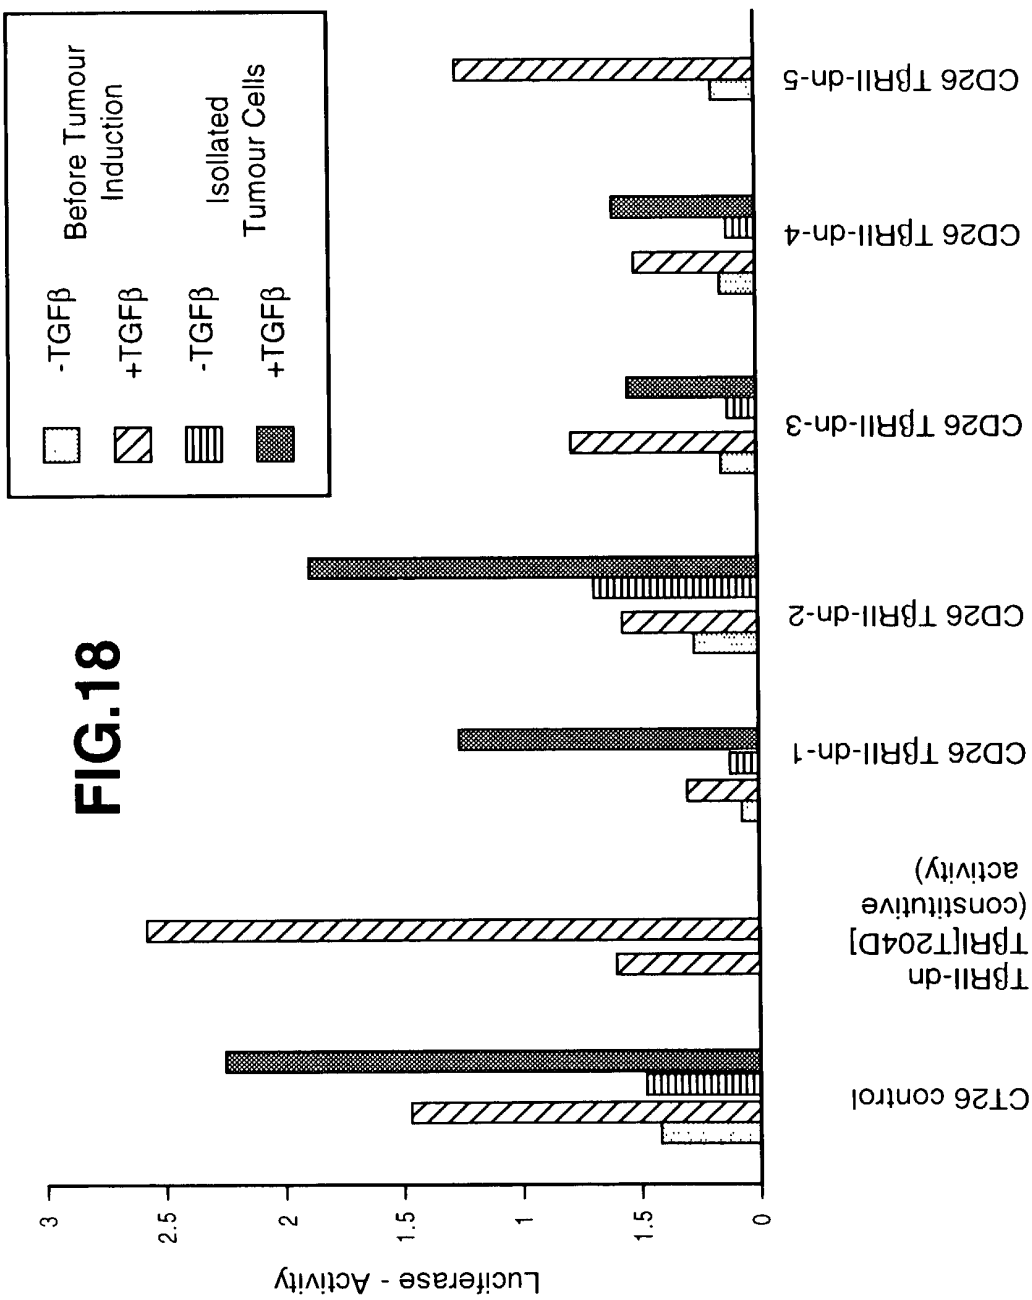 FIG.18
-TGFβ
+TGFβ
Before Tumour
Induction
-TGFβ
+TGFβ
Isollated
Tumour Cells
Luciferase - Activity
3
2.5
2
1.5
1
0.5
0
CT26 control
TβRII-dn
TβRI[T204D]
(constitutive
activity)
CD26 TβRII-dn-1
CD26 TβRII-dn-2
CD26 TβRII-dn-3
CD26 TβRII-dn-4
CD26 TβRII-dn-5